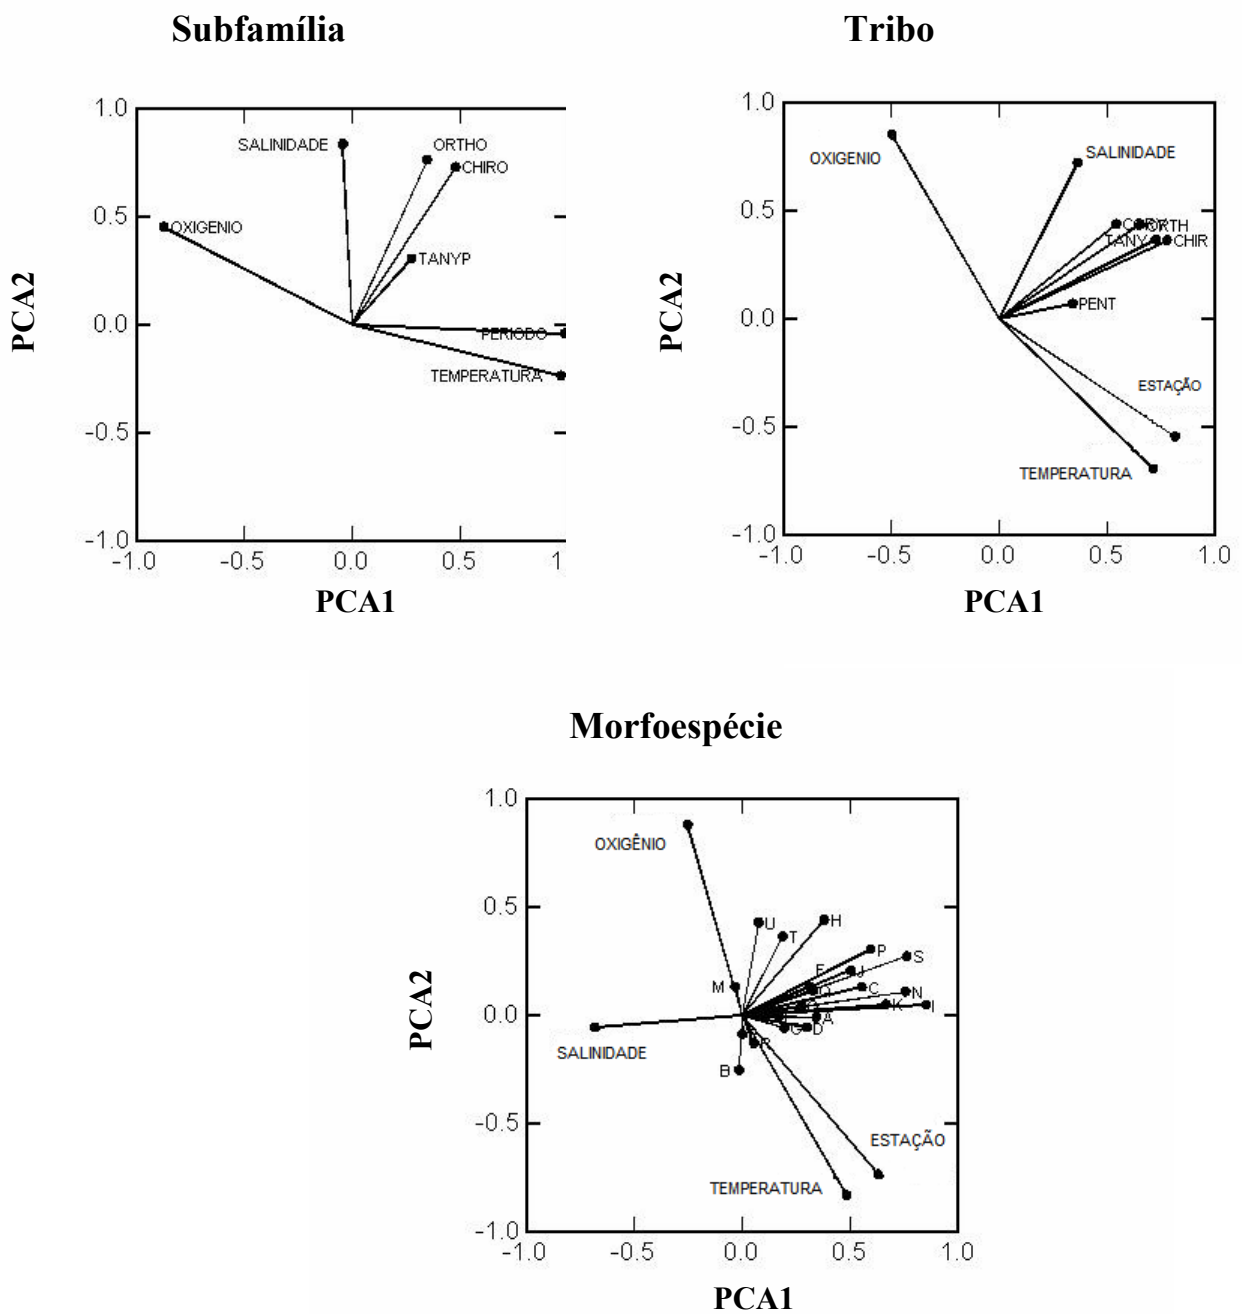 Subfamília
Tribo
1.0
0.5
0.0
-0.5
-1.0
-1.0
-0.5
0.0
0.5
1
PCA2
PCA1
SALINIDADE
ORTHO
CHIRO
OXIGENIO
TANYP
PERIODO
TEMPERATURA
1.0
0.5
0.0
-0.5
-1.0
-1.0
-0.5
0.0
0.5
1.0
PCA2
PCA1
OXIGENIO
SALINIDADE
ORTH
TANY
CHIR
PENT
ESTAÇÃO
TEMPERATURA
Morfoespécie
1.0
0.5
0.0
-0.5
-1.0
-1.0
-0.5
0.0
0.5
1.0
PCA2
PCA1
OXIGÊNIO
U
H
T
P
S
F
J
M
C
N
K
I
A
D
B
SALINIDADE
ESTAÇÃO
TEMPERATURA